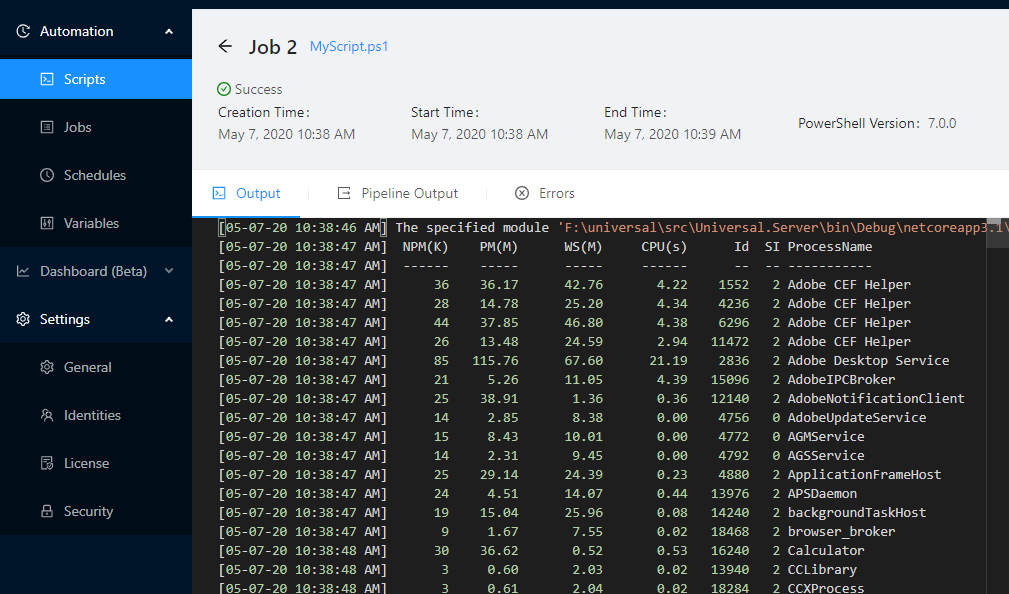 Automation
Scripts
Jobs
Schedules
Variables
Dashboard (Beta)
Settings
General
Identities
License
Security
Job 2 MyScript.ps1
Success
Creation Time: Start Time: End Time: PowerShell Version: 7.0.0
May 7, 2020 10:38 AM May 7, 2020 10:38 AM May 7, 2020 10:39 AM
Output Pipeline Output Errors
[05-07-20 10:38:46 AM] The specified module 'F:\universal\src\Universal.Server\bin\Debug\netcoreapp3.1\
[05-07-20 10:38:47 AM] NPM(K) PM(M) WS(M) CPU(s) Id SI ProcessName
[05-07-20 10:38:47 AM] ------ ----- ----- ------ -- -- -----------
[05-07-20 10:38:47 AM] 36 36.17 42.76 4.22 1552 2 Adobe CEF Helper
[05-07-20 10:38:47 AM] 28 14.78 25.20 4.34 4236 2 Adobe CEF Helper
[05-07-20 10:38:47 AM] 44 37.85 46.80 4.38 6296 2 Adobe CEF Helper
[05-07-20 10:38:47 AM] 26 13.48 24.59 2.94 11472 2 Adobe CEF Helper
[05-07-20 10:38:47 AM] 85 115.76 67.60 21.19 2836 2 Adobe Desktop Service
[05-07-20 10:38:47 AM] 21 5.26 11.05 4.39 15096 2 AdobeIPCBroker
[05-07-20 10:38:47 AM] 25 38.91 1.36 0.36 12140 2 AdobeNotificationClient
[05-07-20 10:38:47 AM] 14 2.85 8.38 0.00 4756 0 AdobeUpdateService
[05-07-20 10:38:47 AM] 15 8.43 10.01 0.00 4772 0 AGMService
[05-07-20 10:38:47 AM] 14 2.31 9.45 0.00 4792 0 AGSService
[05-07-20 10:38:47 AM] 25 29.14 24.39 0.23 4880 2 ApplicationFrameHost
[05-07-20 10:38:47 AM] 24 4.51 14.07 0.44 13976 2 APSDaemon
[05-07-20 10:38:47 AM] 19 15.04 25.96 0.08 14240 2 backgroundTaskHost
[05-07-20 10:38:47 AM] 9 1.67 7.55 0.02 18468 2 browser_broker
[05-07-20 10:38:48 AM] 30 36.62 0.52 0.53 16240 2 Calculator
[05-07-20 10:38:48 AM] 3 0.60 2.03 0.02 13940 2 CCLibrary
[05-07-20 10:38:48 AM] 3 0.61 2.04 0.02 18284 2 CCXProcess